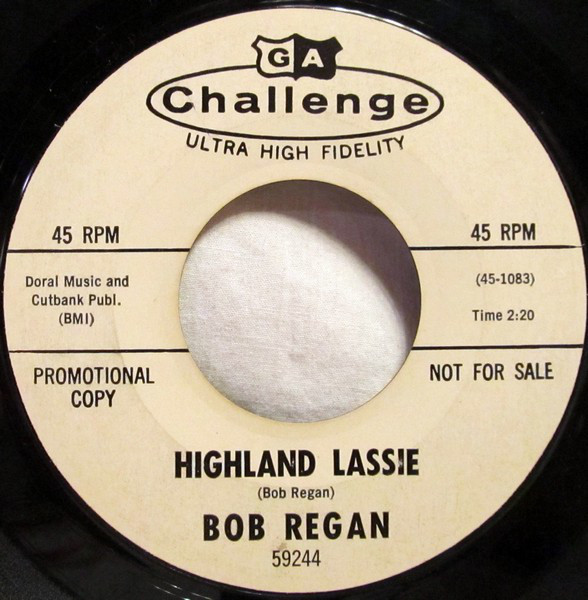 G A
Challenge
ULTRA HIGH FIDELITY
45 RPM
45 RPM
Doral Music and
Cutbank Publ.
(BMI)
(45-1083)
Time 2:20
PROMOTIONAL
COPY
NOT FOR SALE
HIGHLAND LASSIE
(Bob Regan)
BOB REGAN
59244